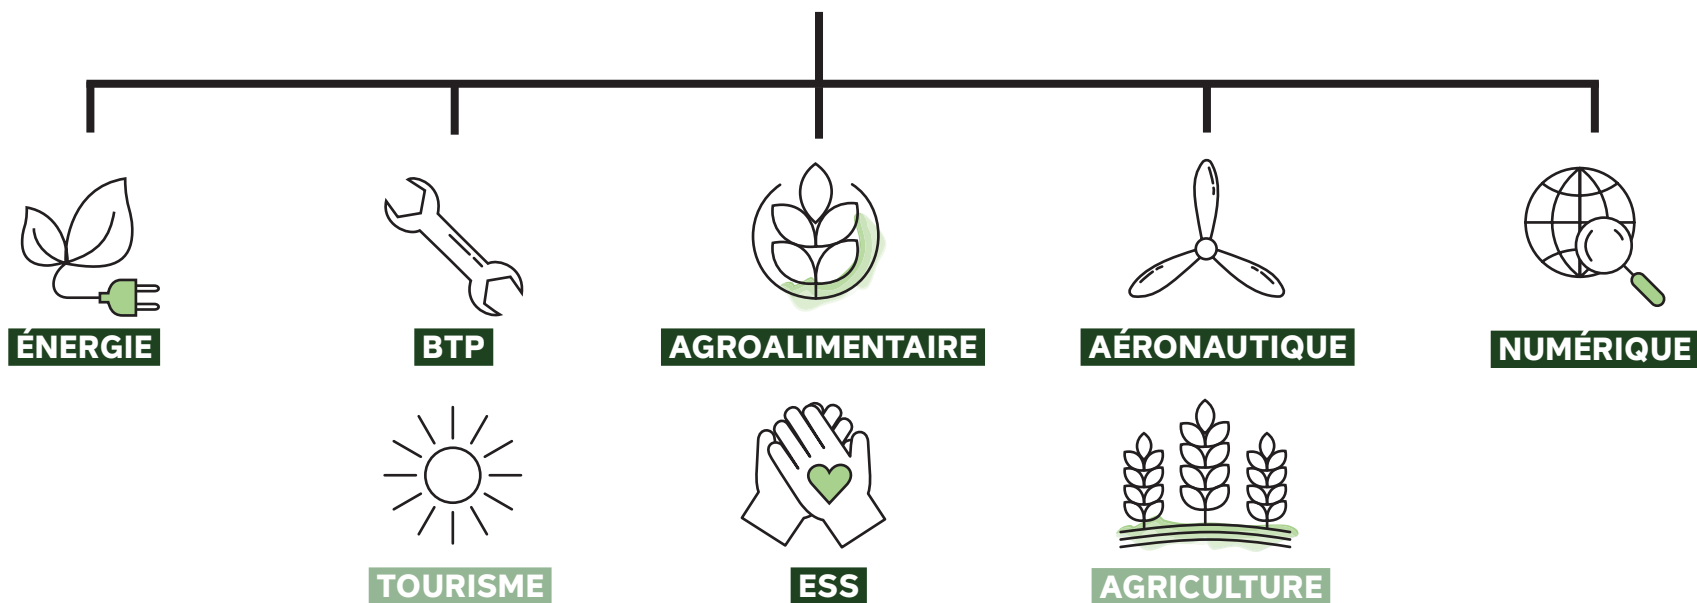 ÉNERGIE
BTP
AGROALIMENTAIRE
AÉRONAUTIQUE
NUMÉRIQUE
TOURISME
ESS
AGRICULTURE